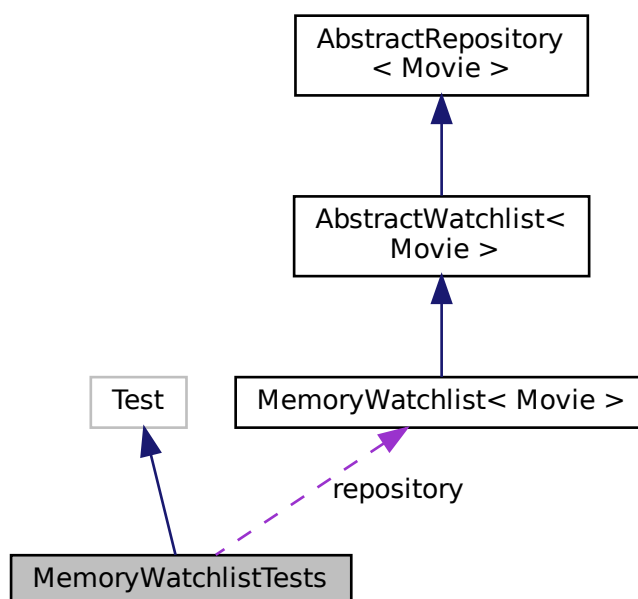 AbstractRepository
< Movie >
AbstractWatchlist<
Movie >
Test
MemoryWatchlist< Movie >
repository
MemoryWatchlistTests